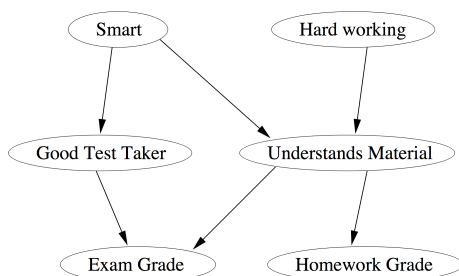 Smart
Hard working
Good Test Taker
Understands Material
Exam Grade
Homework Grade